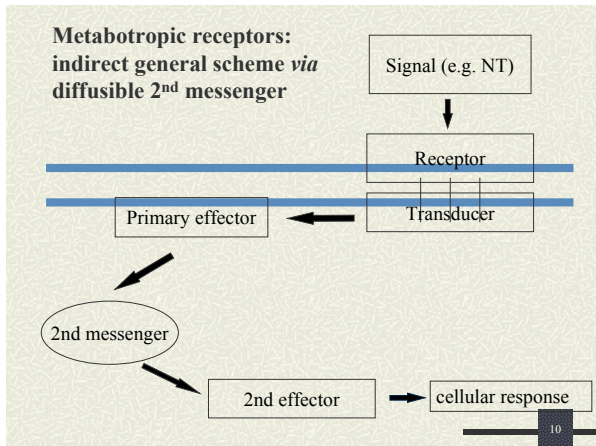 Metabotropic receptors:
indirect general scheme via
diffusible 2nd messenger
Signal (e.g. NT)
Receptor
Transducer
Primary effector
2nd messenger
2nd effector
cellular response
10